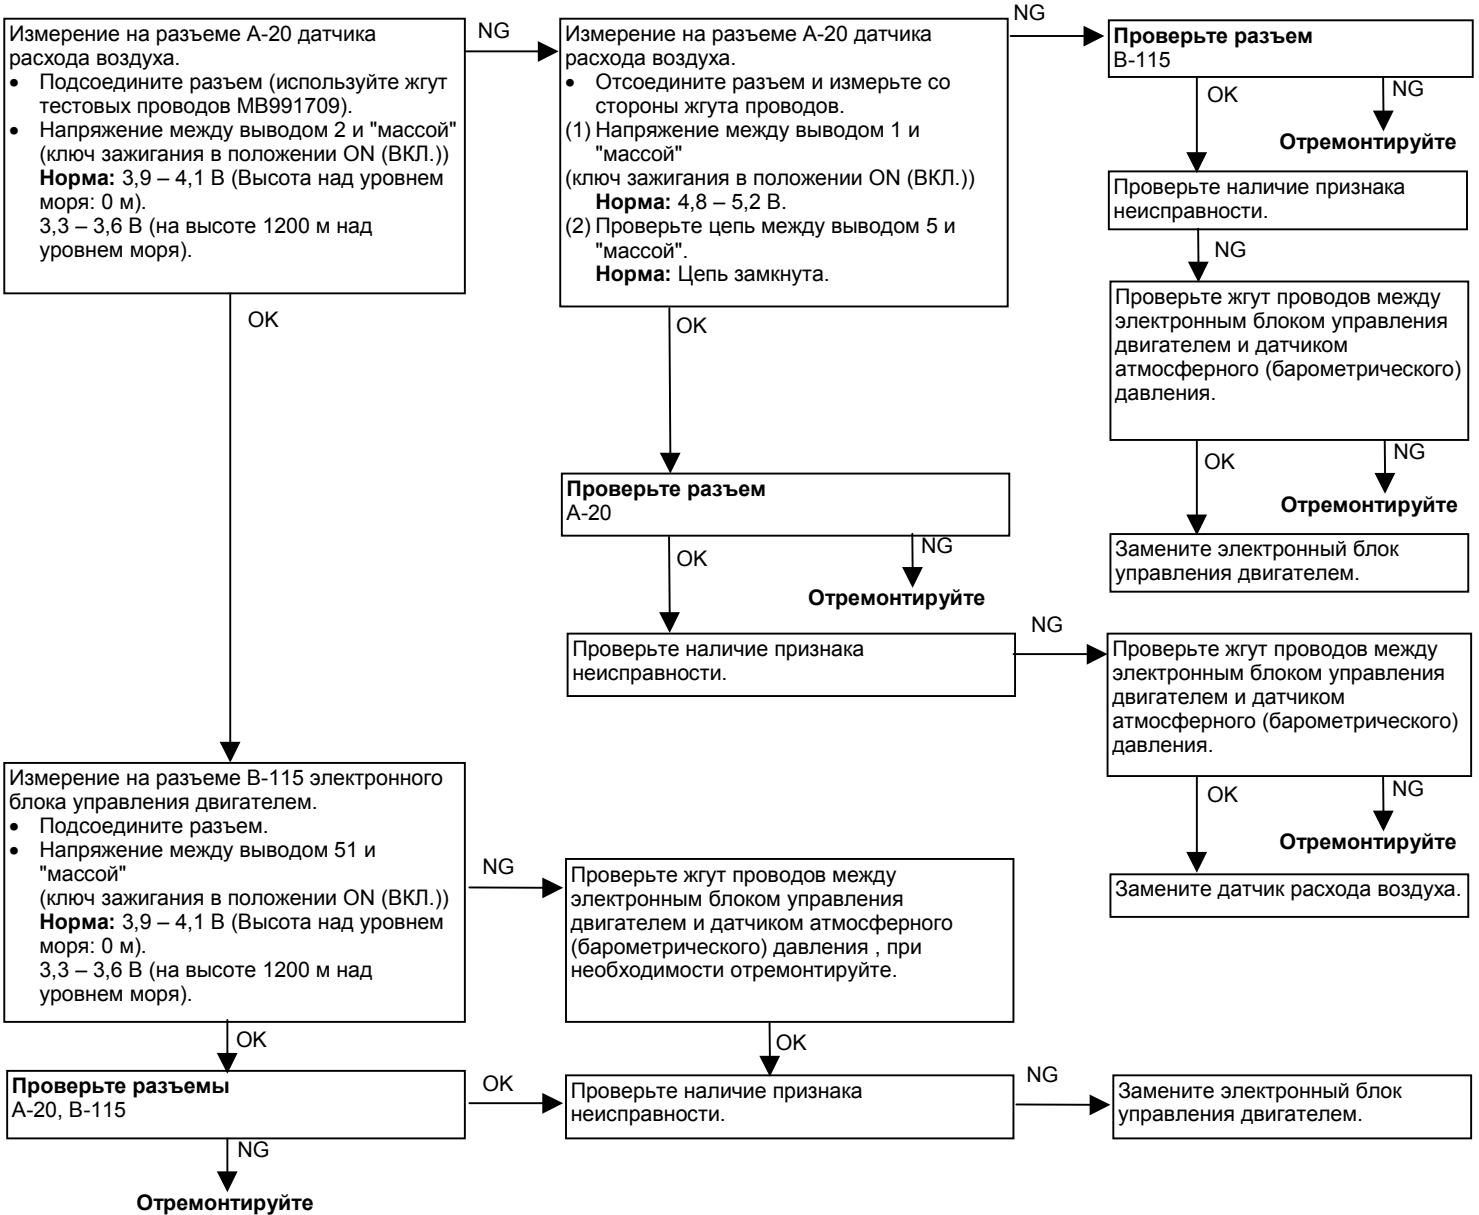 Измерение на разъеме А-20 датчика
расхода воздуха.
• Подсоедините разъем (используйте жгут
тестовых проводов МВ991709).
• Напряжение между выводом 2 и "массой"
(ключ зажигания в положении ON (ВКЛ.))
Норма: 3,9 – 4,1 В (Высота над уровнем
моря: 0 м).
3,3 – 3,6 В (на высоте 1200 м над
уровнем моря).
NG
OK
Измерение на разъеме А-20 датчика
расхода воздуха.
• Отсоедините разъем и измерьте со
стороны жгута проводов.
(1) Напряжение между выводом 1 и
"массой"
(ключ зажигания в положении ON (ВКЛ.))
Норма: 4,8 – 5,2 В.
(2) Проверьте цепь между выводом 5 и
"массой".
Норма: Цепь замкнута.
NG
OK
Проверьте разъем
В-115
OK
NG
Отремонтируйте
Проверьте наличие признака
неисправности.
NG
Проверьте жгут проводов между
электронным блоком управления
двигателем и датчиком
атмосферного (барометрического)
давления.
OK
NG
Отремонтируйте
Замените электронный блок
управления двигателем.
Проверьте разъем
А-20
OK
NG
Отремонтируйте
Проверьте наличие признака
неисправности.
NG
Проверьте жгут проводов между
электронным блоком управления
двигателем и датчиком
атмосферного (барометрического)
давления.
OK
NG
Отремонтируйте
Замените датчик расхода воздуха.
Измерение на разъеме В-115 электронного
блока управления двигателем.
• Подсоедините разъем.
• Напряжение между выводом 51 и
"массой"
(ключ зажигания в положении ON (ВКЛ.))
Норма: 3,9 – 4,1 В (Высота над уровнем
моря: 0 м).
3,3 – 3,6 В (на высоте 1200 м над
уровнем моря).
NG
OK
Проверьте жгут проводов между
электронным блоком управления
двигателем и датчиком атмосферного
(барометрического) давления , при
необходимости отремонтируйте.
OK
Проверьте разъемы
А-20, В-115
OK
NG
Отремонтируйте
Проверьте наличие признака
неисправности.
NG
Замените электронный блок
управления двигателем.